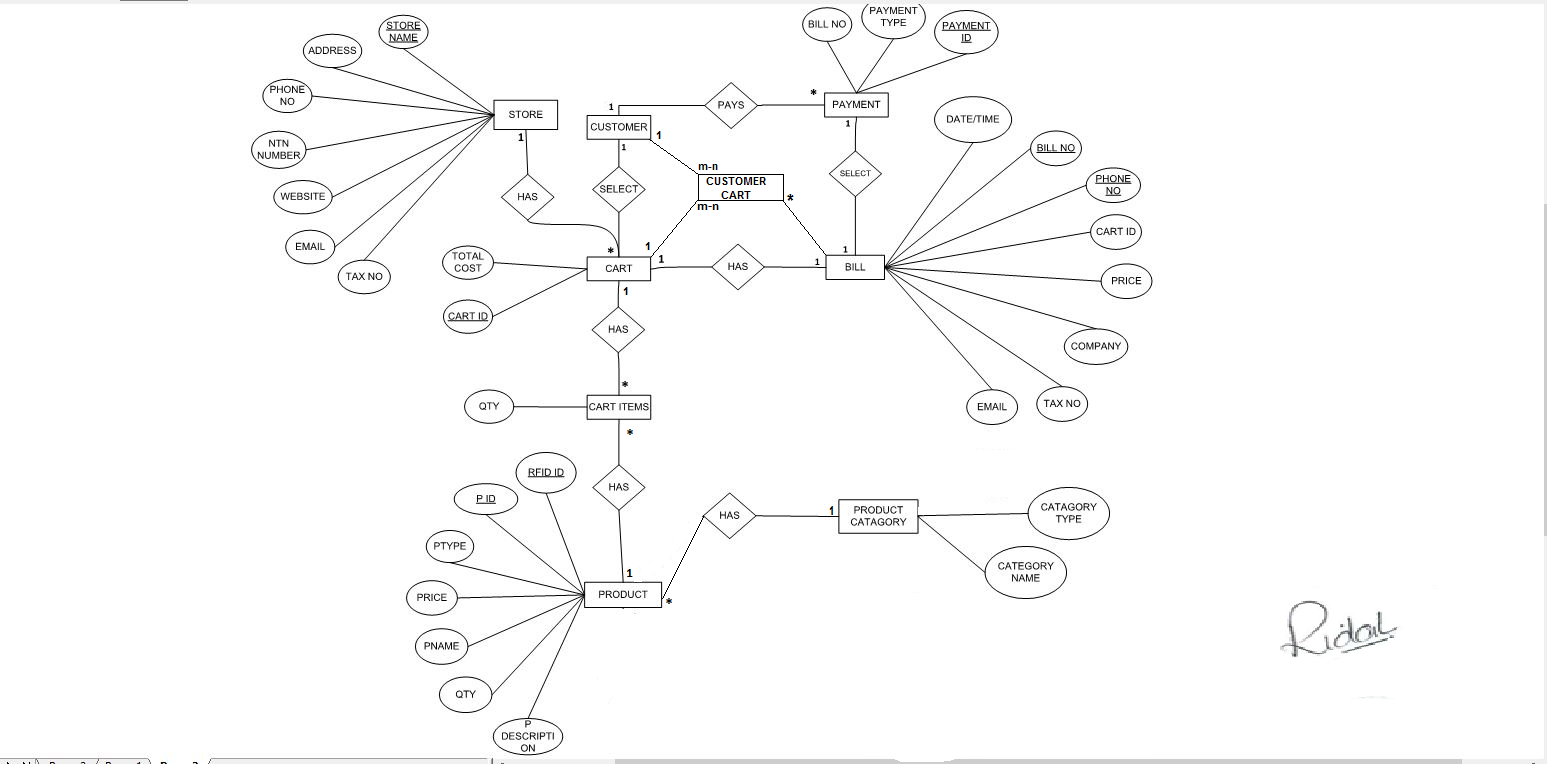 STORE
NAME
ADDRESS
PHONE
NO
NTN
NUMBER
WEBSITE
EMAIL
TAX NO
STORE
1
HAS
*
BILL NO
PAYMENT
TYPE
PAYMENT
ID
1
PAYS
*
PAYMENT
CUSTOMER
1
1
SELECT
m-n
CUSTOMER
CART
m-n
*
1
SELECT
1
DATE/TIME
BILL NO
PHONE
NO
CART ID
PRICE
COMPANY
TAX NO
EMAIL
TOTAL
COST
CART ID
CART
1
1
HAS
1
BILL
1
HAS
*
QTY
CART ITEMS
*
HAS
1
RFID ID
P ID
PTYPE
PRICE
PNAME
QTY
P
DESCRIPTI
ON
PRODUCT
*
HAS
1
PRODUCT
CATAGORY
CATAGORY
TYPE
CATEGORY
NAME